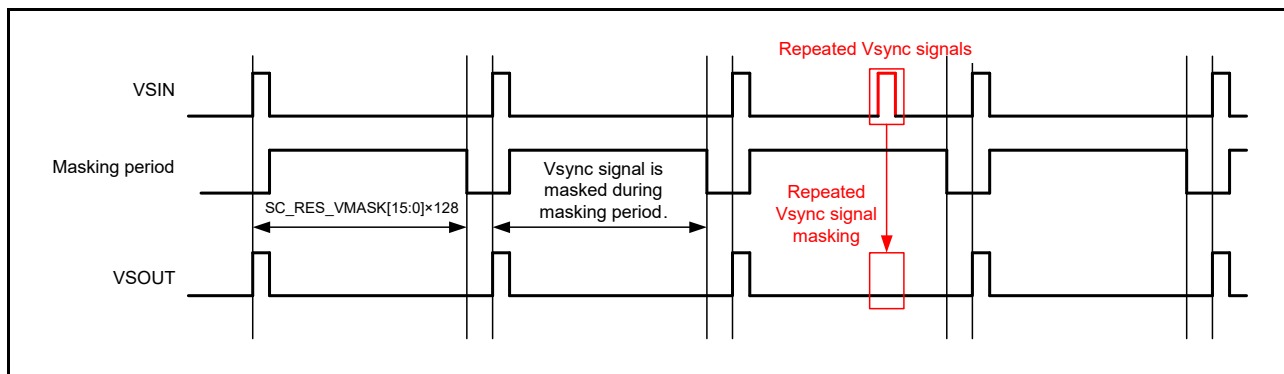 Repeated Vsync signals
VSIN
Masking period
Vsync signal is
masked during
masking period.
SC_RES_VMASK[15:0]×128
Repeated
Vsync signal
masking
VSOUT